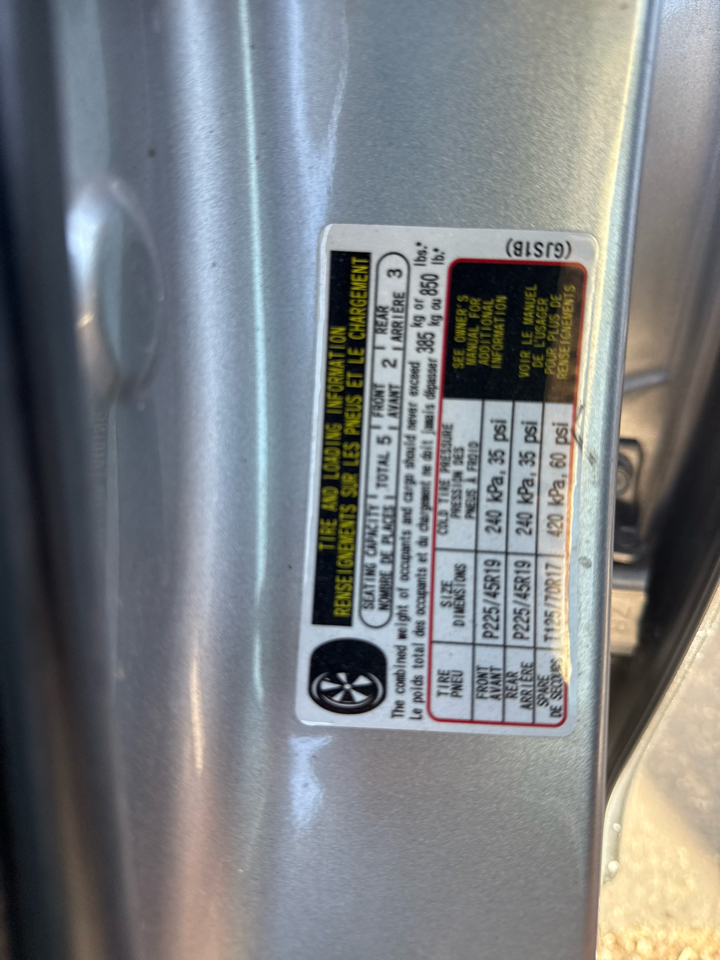 TIRE AND LOADING INFORMATION
RENSEIGNEMENTS SUR LES PNEUS ET LE CHARGEMENT
SEATING CAPACITY | TOTAL 5 | FRONT 2 | REAR 3
NOMBRE DE PLACES | AVANT | ARRIÈRE
The combined weight of occupants and cargo should never exceed 385 kg or 850 lbs.*
Le poids total des occupants et du chargement ne doit jamais dépasser kg ou lb.*
TIRE SIZE COLD TIRE PRESSURE
PNEU DIMENSIONS PRESSION DES
PNEUS À FROID
FRONT P225/45R19 240 kPa, 35 psi
AVANT
REAR P225/45R19 240 kPa, 35 psi
ARRIÈRE
SPARE T125/70R17 420 kPa, 60 psi
DE SECOURS
SEE OWNER'S
MANUAL FOR
ADDITIONAL
INFORMATION
VOIR LE MANUEL
DE L'USAGER
POUR PLUS DE
RENSEIGNEMENTS
(GJS1B)